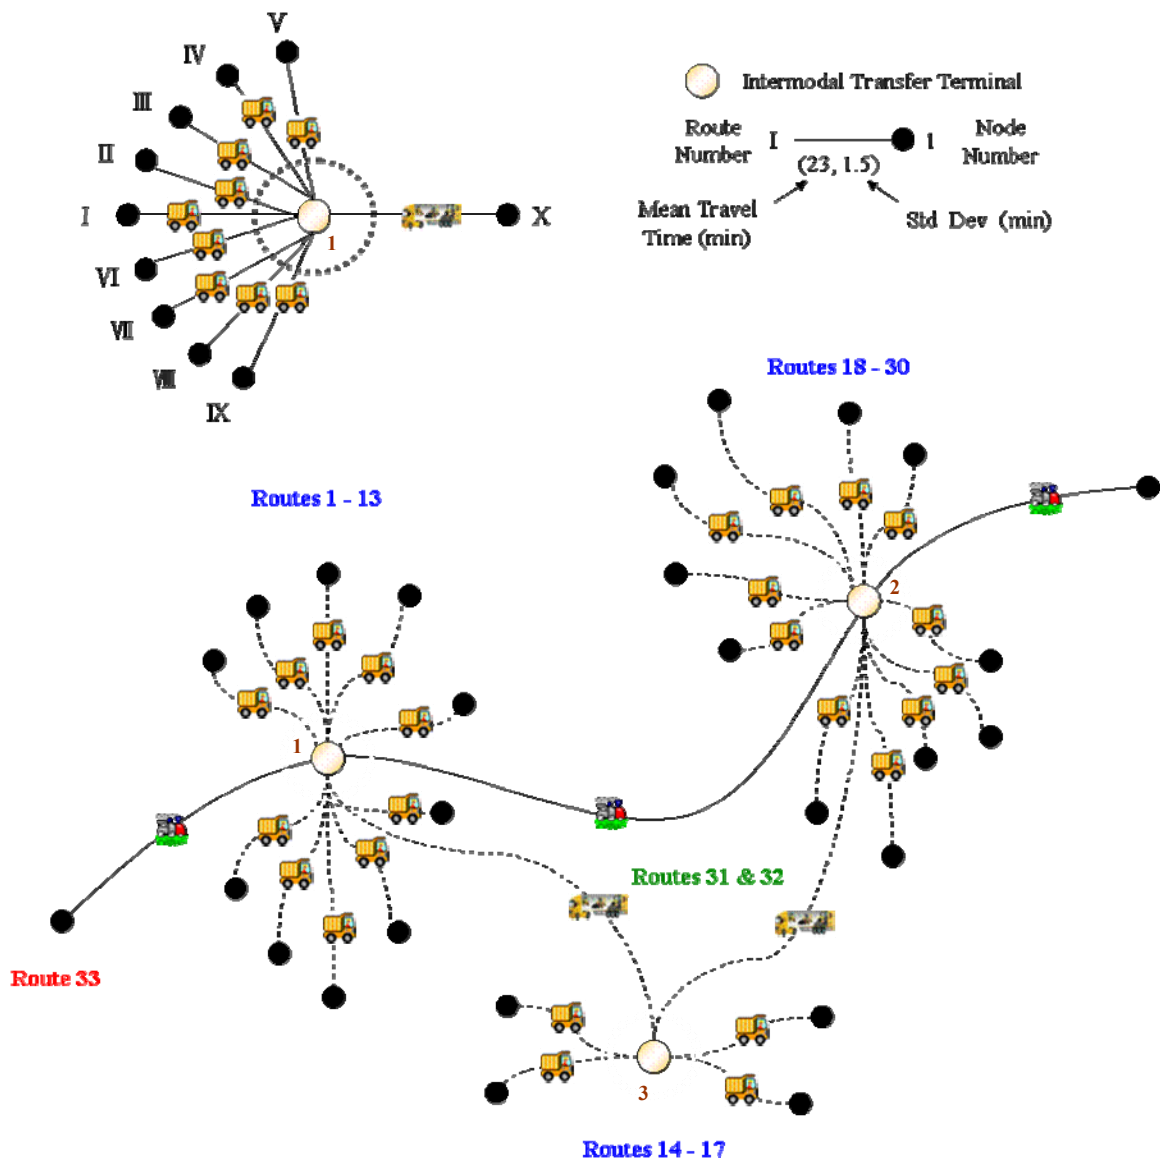 V
IV
III
II
I
VI
VII
VIII
IX
X
1
Intermodal Transfer Terminal
Route
Number
I
1
Node
Number
(23, 1.5)
Mean Travel
Time (min)
Std Dev (min)
Routes 18 - 30
Routes 1 - 13
2
1
Routes 31 & 32
Route 33
3
Routes 14 - 17